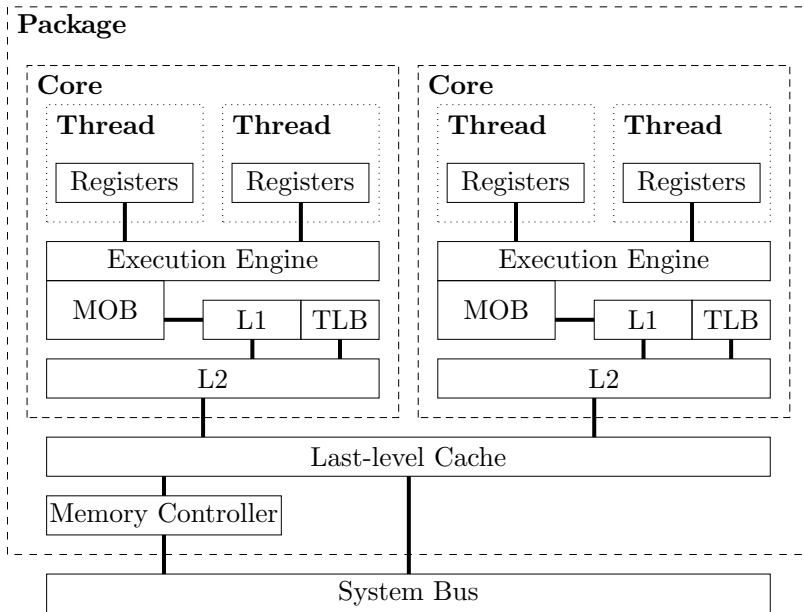 Package
Core Core
Thread Thread Thread Thread
Registers Registers Registers Registers
Execution Engine Execution Engine
MOB L1 TLB MOB L1 TLB
L2 L2
Last-level Cache
Memory Controller
System Bus